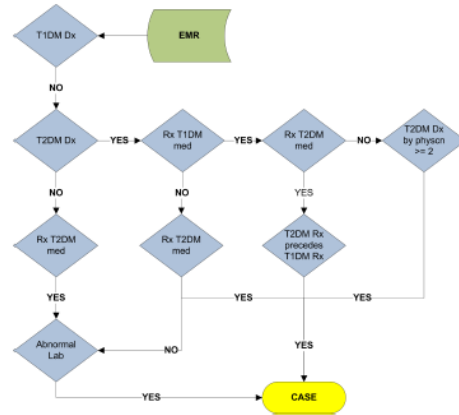 T1DM Dx
EMR
NO
T2DM Dx
YES
Rx T1DM
med
YES
Rx T2DM
med
NO
T2DM Dx
by physcn
>= 2
NO
NO
YES
Rx T2DM
med
Rx T2DM
med
T2DM Rx
precedes
T1DM Rx
YES
YES
YES
Abnormal
Lab
NO
YES
YES
CASE